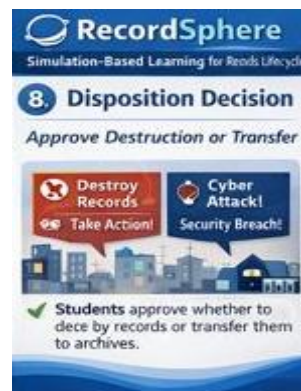 RecordSphere
Simulation-Based Learning for Reods Lifecycle
8. Disposition Decision
Approve Destruction or Transfer
Destroy Records
Take Action!
Cyber Attack!
Security Breach!
✓ Students approve whether to
dece by records or transfer them
to archives.